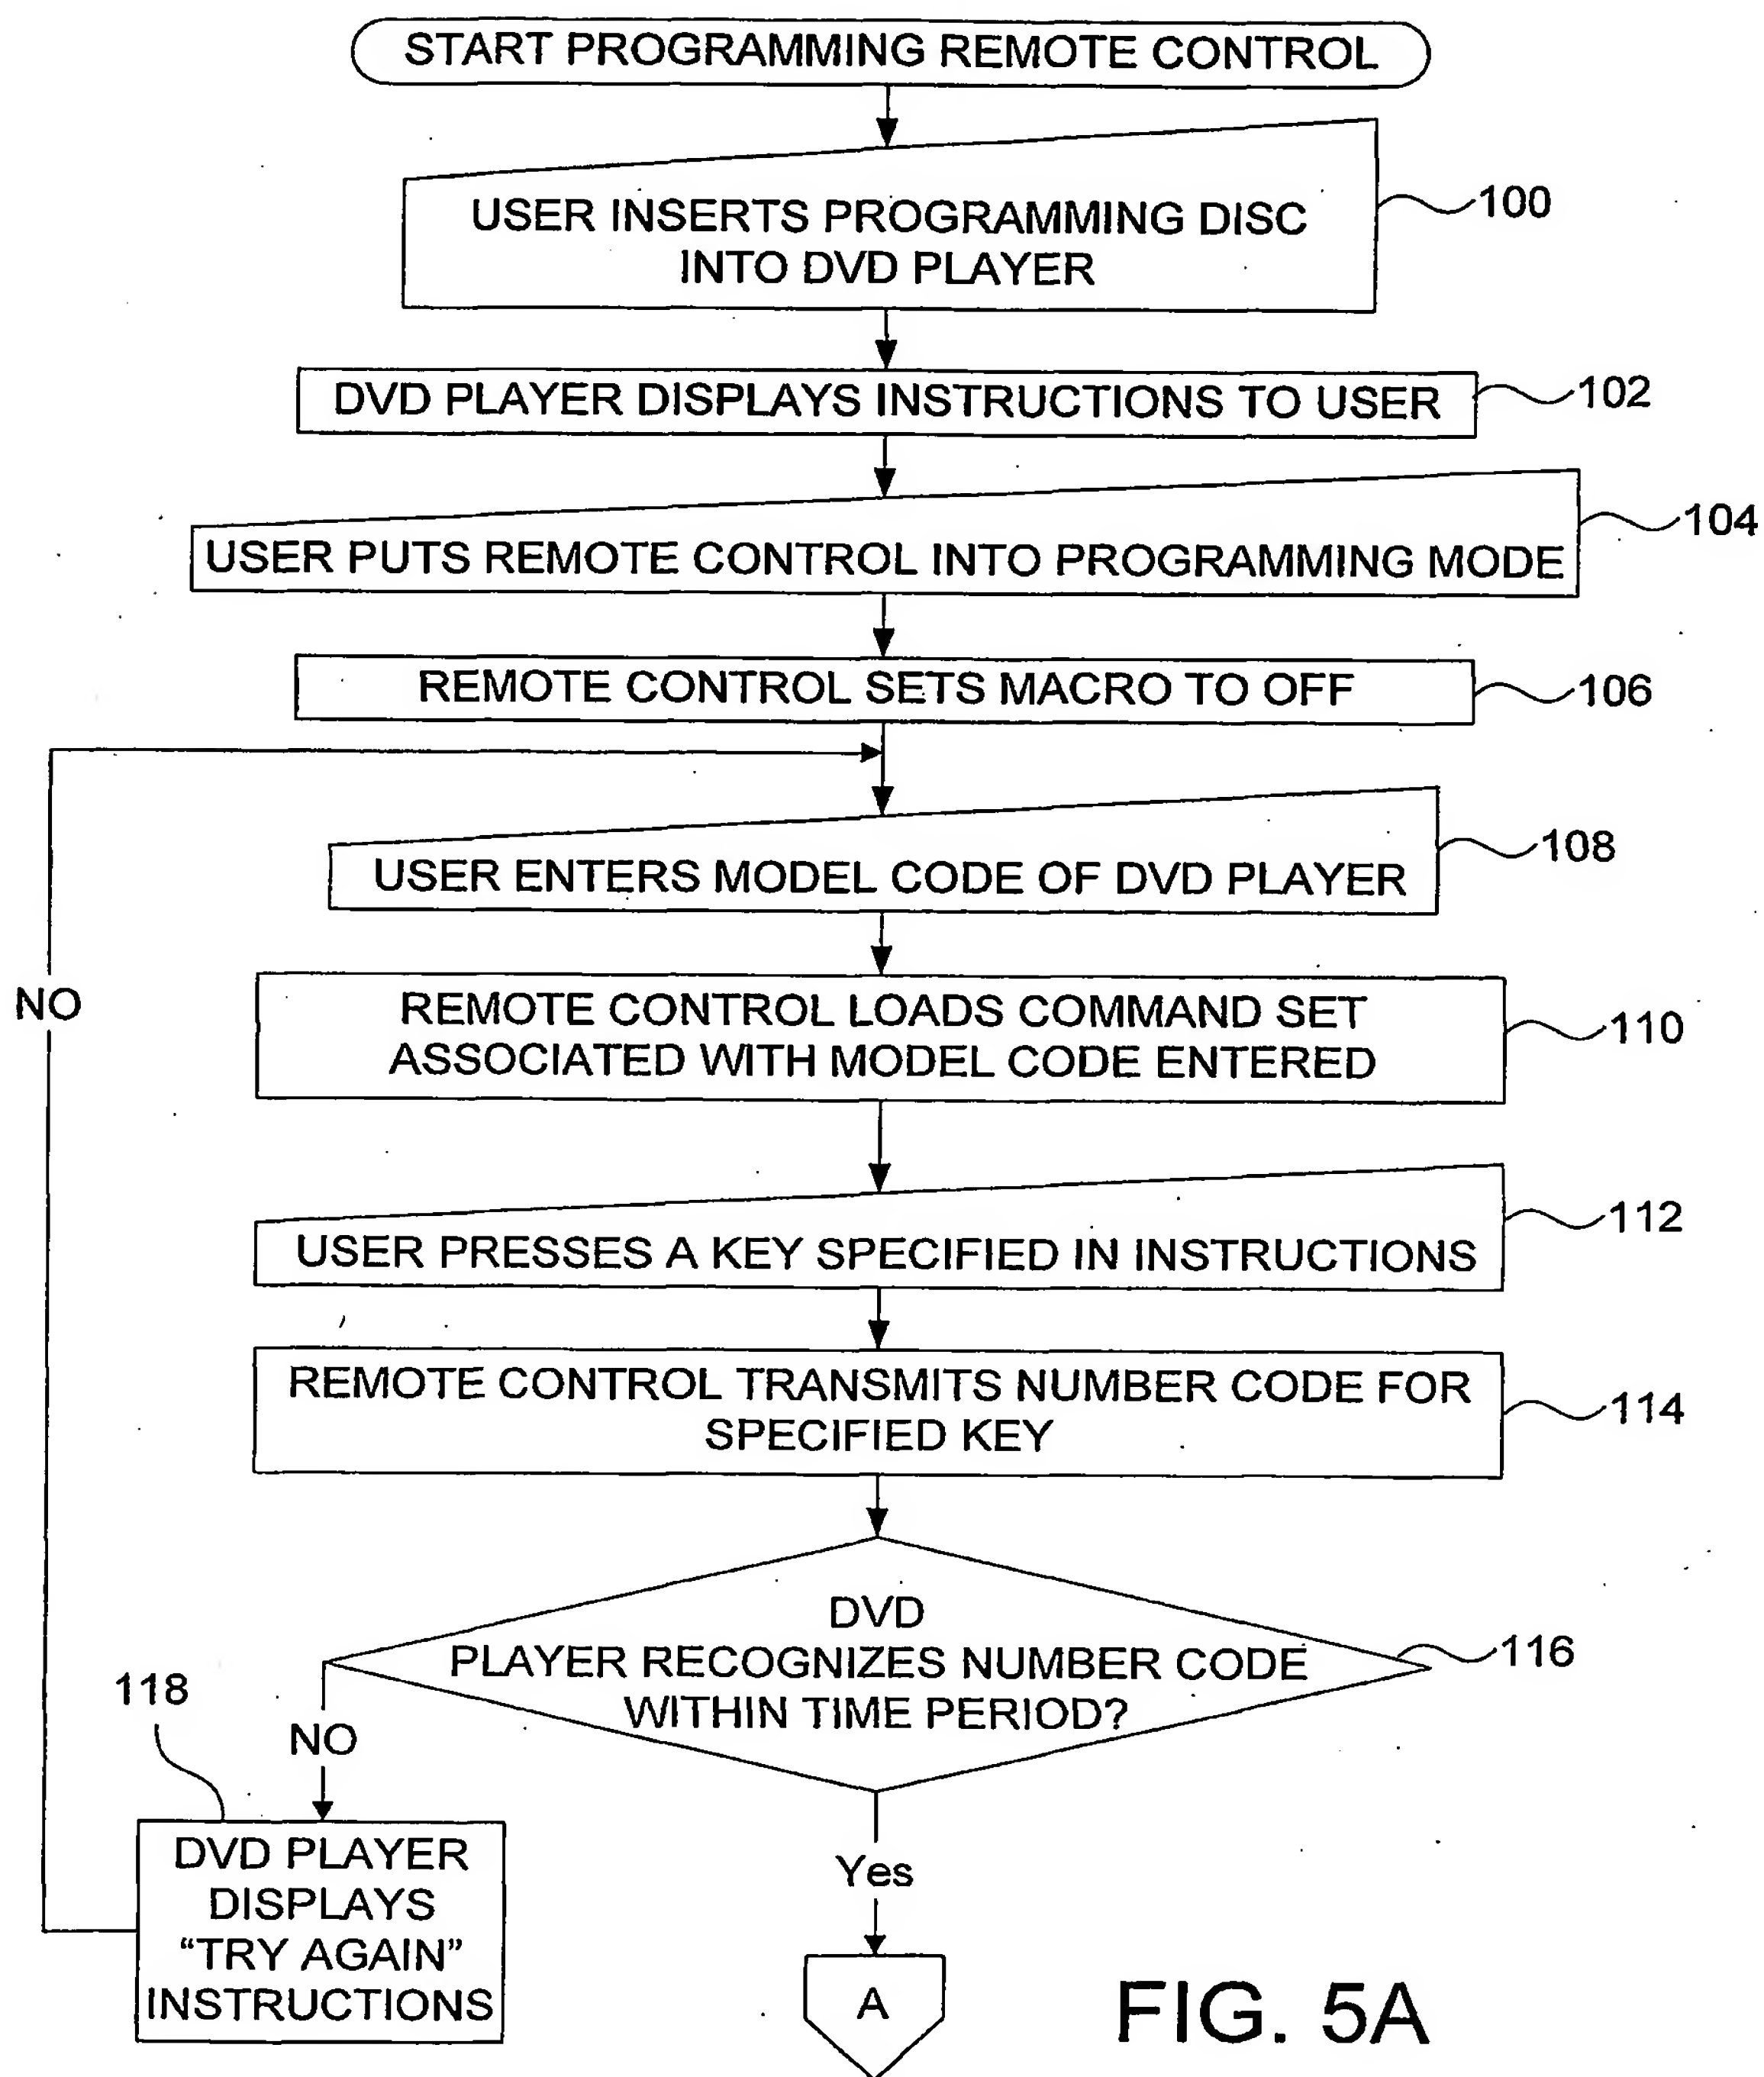 START PROGRAMMING REMOTE CONTROL
USER INSERTS PROGRAMMING DISC
INTO DVD PLAYER
100
DVD PLAYER DISPLAYS INSTRUCTIONS TO USER
102
USER PUTS REMOTE CONTROL INTO PROGRAMMING MODE
104
REMOTE CONTROL SETS MACRO TO OFF
106
USER ENTERS MODEL CODE OF DVD PLAYER
108
NO
REMOTE CONTROL LOADS COMMAND SET
ASSOCIATED WITH MODEL CODE ENTERED
110
USER PRESSES A KEY SPECIFIED IN INSTRUCTIONS
112
REMOTE CONTROL TRANSMITS NUMBER CODE FOR
SPECIFIED KEY
114
DVD
PLAYER RECOGNIZES NUMBER CODE
WITHIN TIME PERIOD?
116
118
NO
DVD PLAYER
DISPLAYS
“TRY AGAIN”
INSTRUCTIONS
Yes
A
FIG. 5A